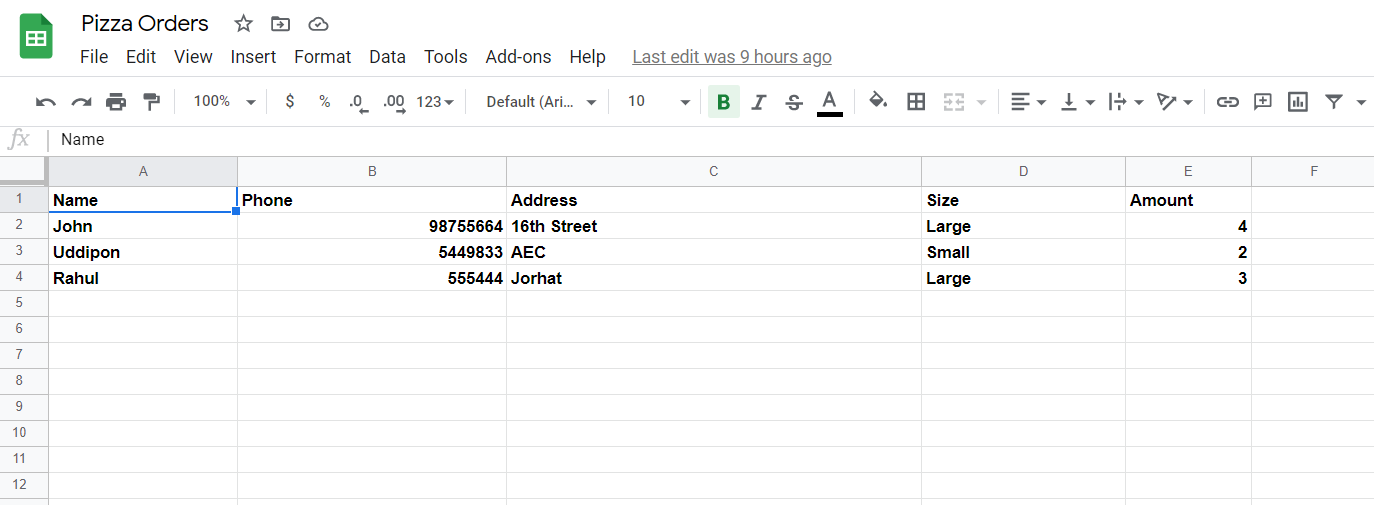 Pizza Orders
File Edit View Insert Format Data Tools Add-ons Help Last edit was 9 hours ago
100% $ % .0 .00 123 Default (Ari... 10 B I S A
fx Name
A B C D E F
1 Name Phone Address Size Amount
2 John 98755664 16th Street Large 4
3 Uddipon 5449833 AEC Small 2
4 Rahul 555444 Jorhat Large 3
5
6
7
8
9
10
11
12